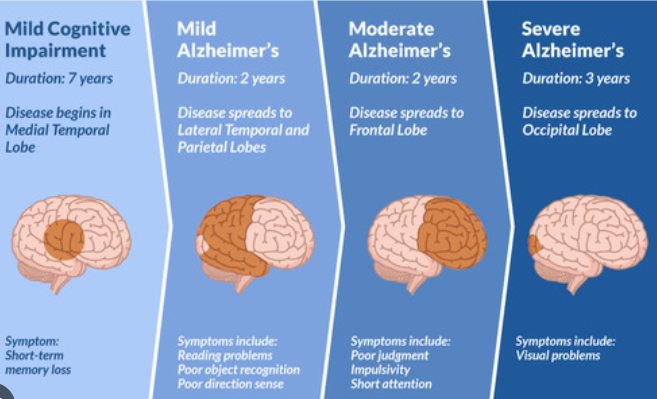 Mild Cognitive
Impairment
Duration: 7 years
Disease begins in
Medial Temporal
Lobe
Symptom:
Short-term
memory loss
Mild
Alzheimer's
Duration: 2 years
Disease spreads to
Lateral Temporal and
Parietal Lobes
Symptoms include:
Reading problems
Poor object recognition
Poor direction sense
Moderate
Alzheimer's
Duration: 2 years
Disease spreads to
Frontal Lobe
Symptoms include:
Poor judgment
Impulsivity
Short attention
Severe
Alzheimer's
Duration: 3 years
Disease spreads to
Occipital Lobe
Symptoms include:
Visual problems